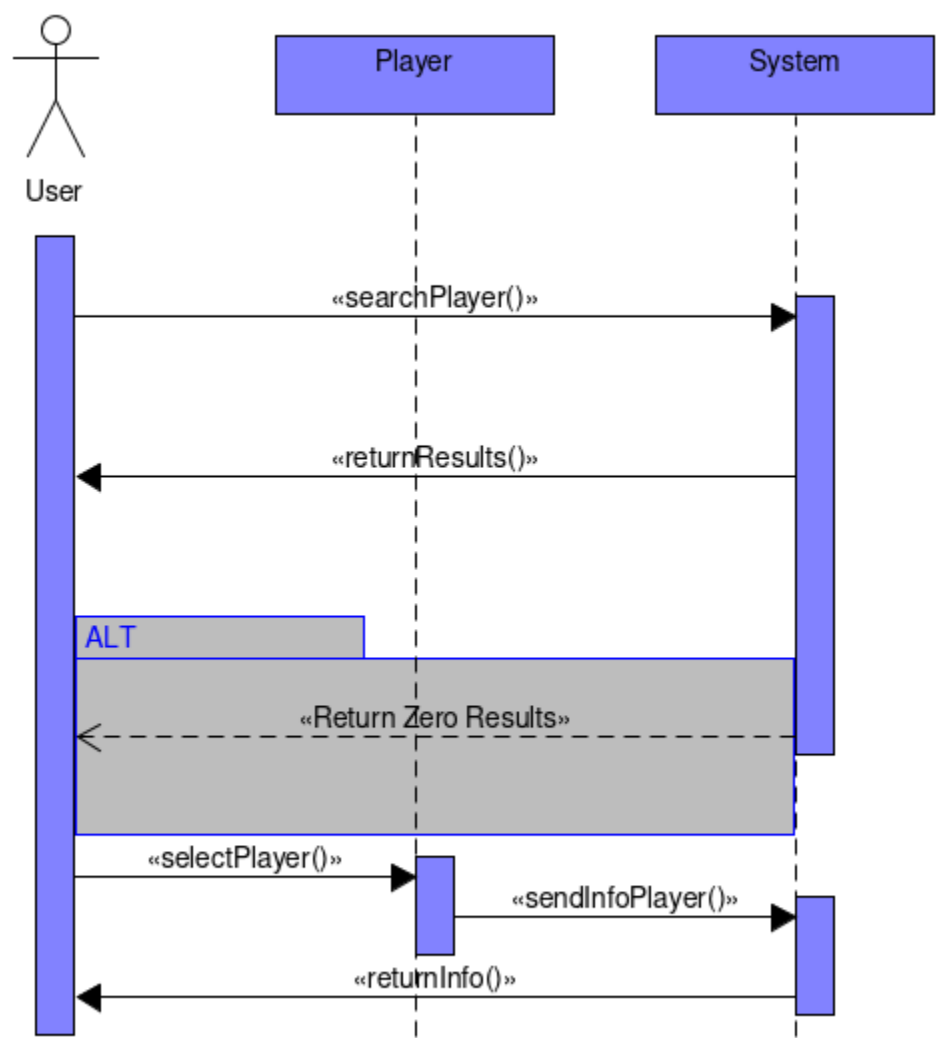 Player
System
User
«searchPlayer()»
«returnResults()»
ALT
«Return Zero Results»
«selectPlayer()»
«sendInfoPlayer()»
«returnInfo()»